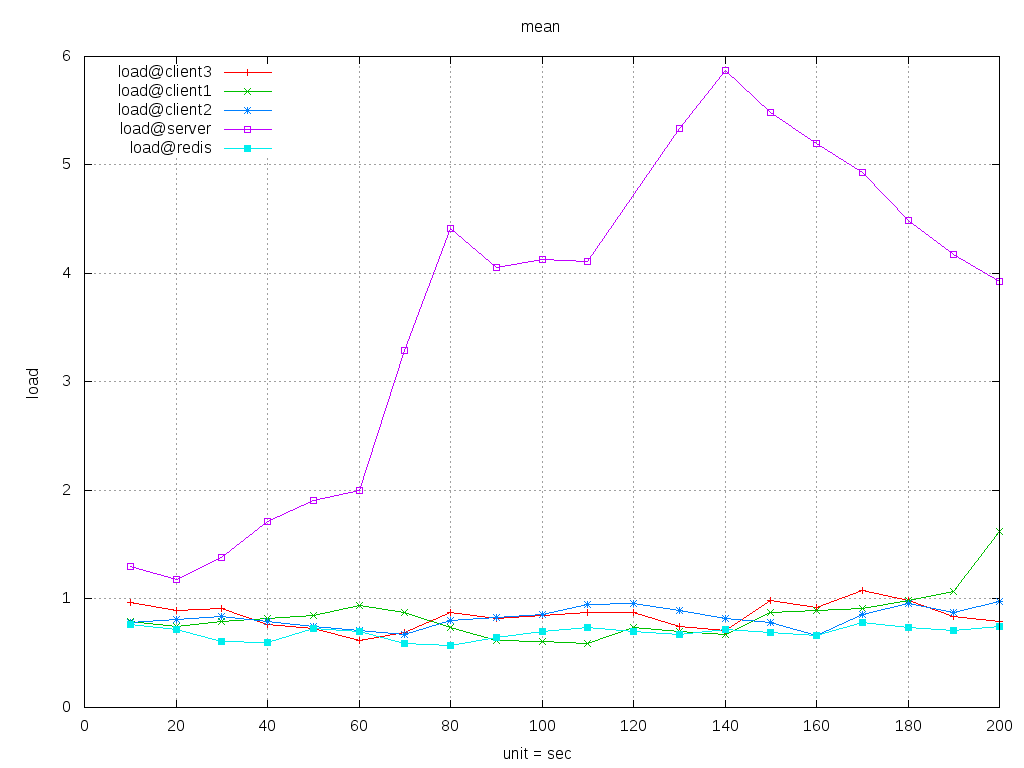 mean
6
5
4
3
2
1
0
load
load@client3
load@client1
load@client2
load@server
load@redis
0 20 40 60 80 100 120 140 160 180 200
unit = sec